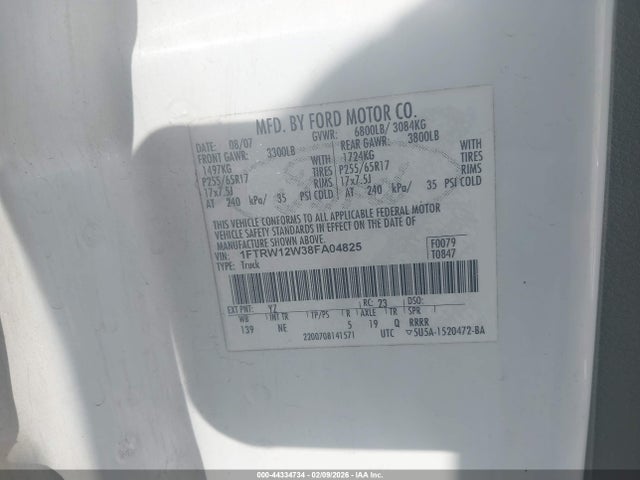 MFD. BY FORD MOTOR CO.
DATE: 08/07 GVWR: 6800LB/ 3084KG
FRONT GAWR: 3300LB REAR GAWR: 3800LB
1497KG WITH 1724KG WITH
P255/65R17 TIRES P255/65R17 TIRES
17x7.5J RIMS 17x7.5J RIMS
AT 240 kPa/ 35 PSI COLD AT 240 kPa/ 35 PSI COLD
THIS VEHICLE CONFORMS TO ALL APPLICABLE FEDERAL MOTOR
VEHICLE SAFETY STANDARDS IN EFFECT ON THE DATE OF
MANUFACTURE SHOWN ABOVE.
VIN: 1FTRW12W38FA04825 F0079
TYPE: Truck T0847
EXT PNT: YZ RC: 23 DSO:
WB INT TR TP/PS R AXLE TR SPR
139 NE 5 19 Q RRRR
2200708141571 UTC 5U5A-1520472-BA
000-44334734 - 02/09/2026 - IAAI.COM